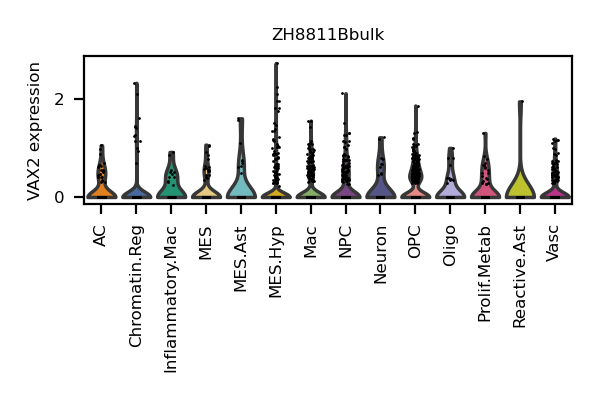 ZH8811Bbulk
VAX2 expression
2
0
AC
Chromatin.Reg
Inflammatory.Mac
MES
MES.Ast
MES.Hyp
Mac
NPC
Neuron
OPC
Oligo
Prolif.Metab
Reactive.Ast
Vasc